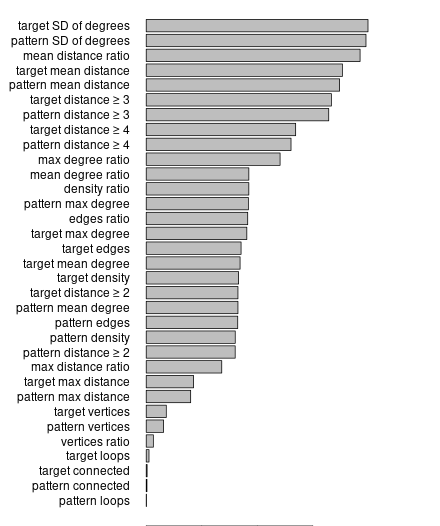 target SD of degrees
pattern SD of degrees
mean distance ratio
target mean distance
pattern mean distance
target distance ≥ 3
pattern distance ≥ 3
target distance ≥ 4
pattern distance ≥ 4
max degree ratio
mean degree ratio
density ratio
pattern max degree
edges ratio
target max degree
target edges
target mean degree
target density
target distance ≥ 2
pattern mean degree
pattern edges
pattern density
pattern distance ≥ 2
max distance ratio
target max distance
pattern max distance
target vertices
pattern vertices
vertices ratio
target loops
target connected
pattern connected
pattern loops